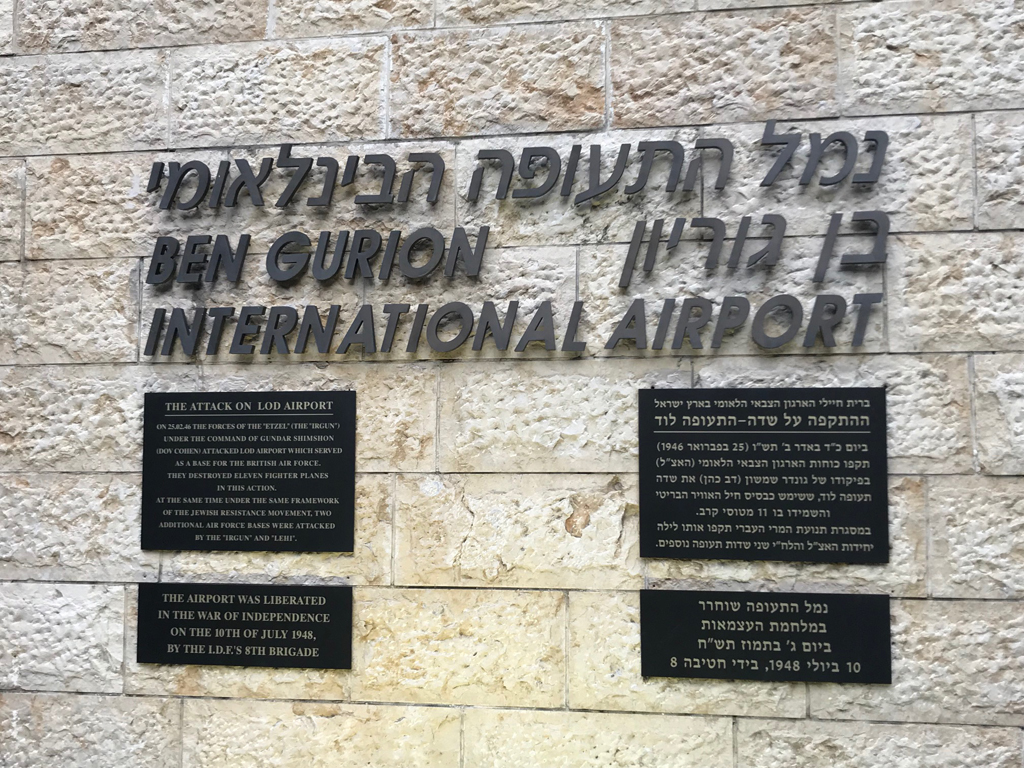 נמל התעופה הבינלאומי
בן גוריון
BEN GURION
INTERNATIONAL AIRPORT
THE ATTACK ON LOD AIRPORT
ON 25.02.46 THE FORCES OF THE "ETZEL" (THE "IRGUN")
UNDER THE COMMAND OF GUNDAR SHIMSHON
(DOV COHEN) ATTACKED LOD AIRPORT WHICH SERVED
AS A BASE FOR THE BRITISH AIR FORCE.
THEY DESTROYED ELEVEN FIGHTER PLANES
IN THIS ACTION.
AT THE SAME TIME UNDER THE SAME FRAMEWORK
OF THE JEWISH RESISTANCE MOVEMENT, TWO
ADDITIONAL AIR FORCE BASES WERE ATTACKED
BY THE "IRGUN" AND "LEHI".
ברית חיילי הארגון הצבאי הלאומי בארץ ישראל
ההתקפה על שדה-התעופה לוד
ביום כ"ד באדר ב' תש"ו (25 בפברואר 1946)
תקפו כוחות הארגון הצבאי הלאומי (האצ"ל)
בפיקודו של גונדר שמשון (דב כהן) את שדה
תעופה לוד, ששימש כבסיס חיל האוויר הבריטי
והשמידו בו 11 מטוסי קרב.
במסגרת תנועת המרי העברי תקפו אותו לילה
יחידות האצ"ל והלח"י שני שדות תעופה נוספים.
THE AIRPORT WAS LIBERATED
IN THE WAR OF INDEPENDENCE
ON THE 10TH OF JULY 1948,
BY THE I.D.F.'S 8TH BRIGADE
נמל התעופה שוחרר
במלחמת העצמאות
ביום ג' בתמוז תש"ח
10 ביולי 1948, בידי חטיבה 8